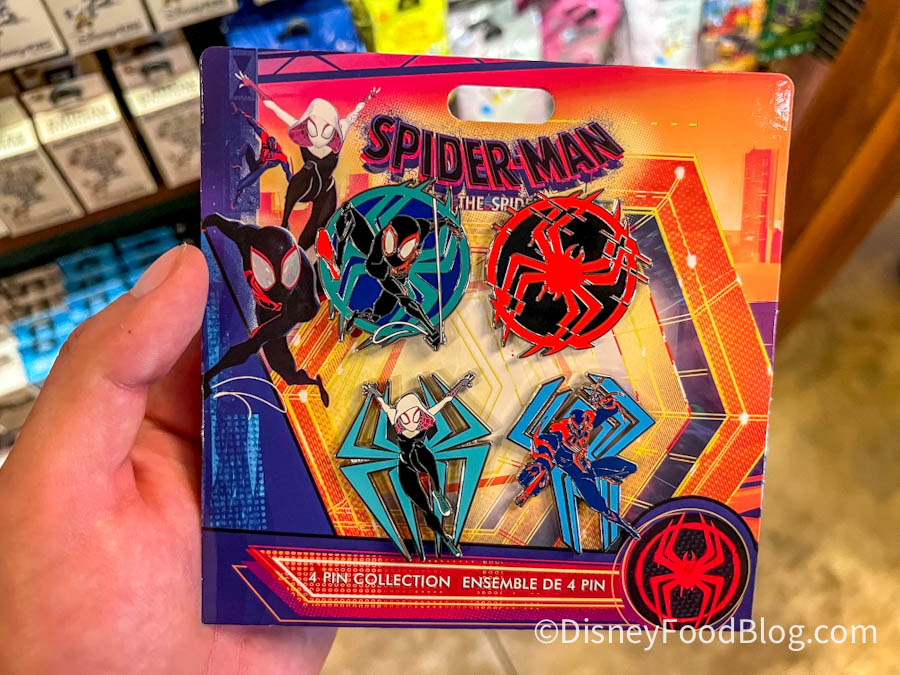 SPIDER-MAN
THE SPIDE
4 PIN COLLECTION ENSEMBLE DE 4 PIN
©DisneyFoodBlog.com